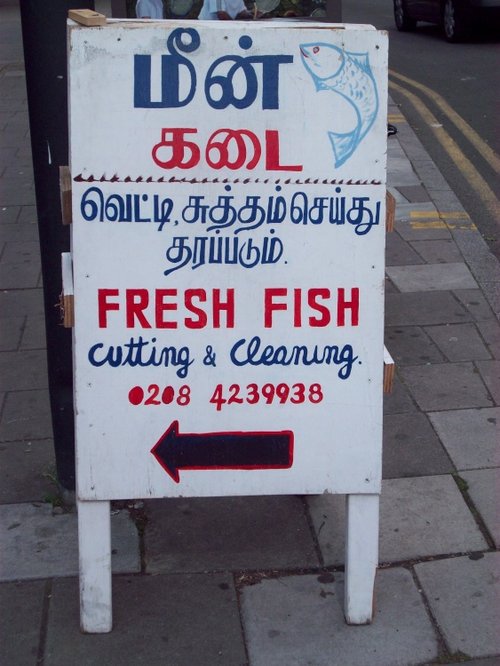 மீன்
கடை
வெட்டி, சுத்தம் செய்து
தரப்படும்.
FRESH FISH
cutting & cleaning.
0208 4239938